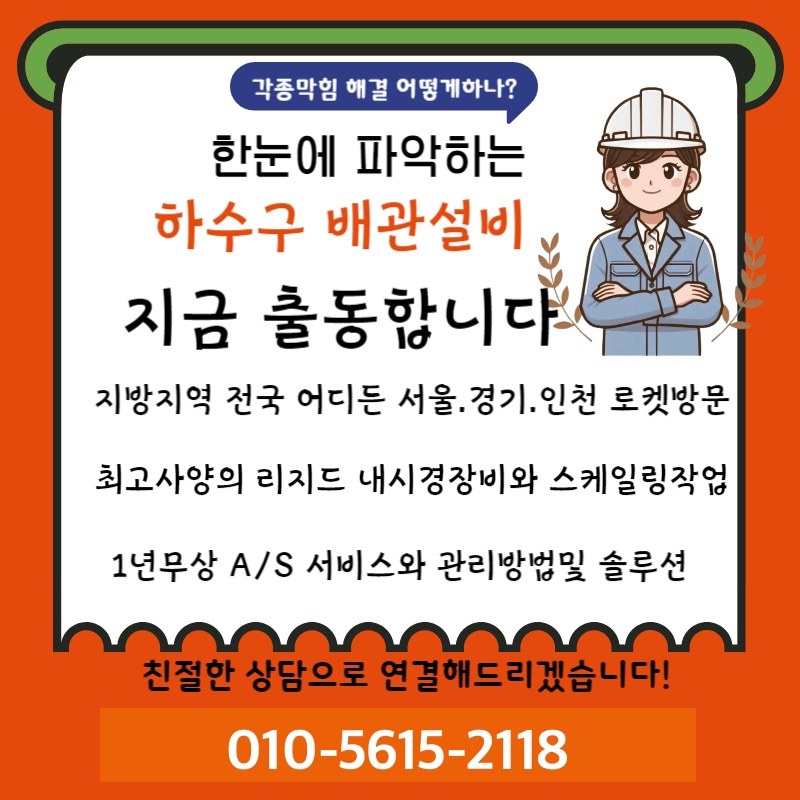 각종막힘 해결 어떻게하나?
한눈에 파악하는
하수구 배관설비
지금 출동합니다
지방지역 전국 어디든 서울.경기.인천 로켓방문
최고사양의 리지드 내시경장비와 스케일링작업
1년무상 A/S 서비스와 관리방법및 솔루션
친절한 상담으로 연결해드리겠습니다!
010-5615-2118